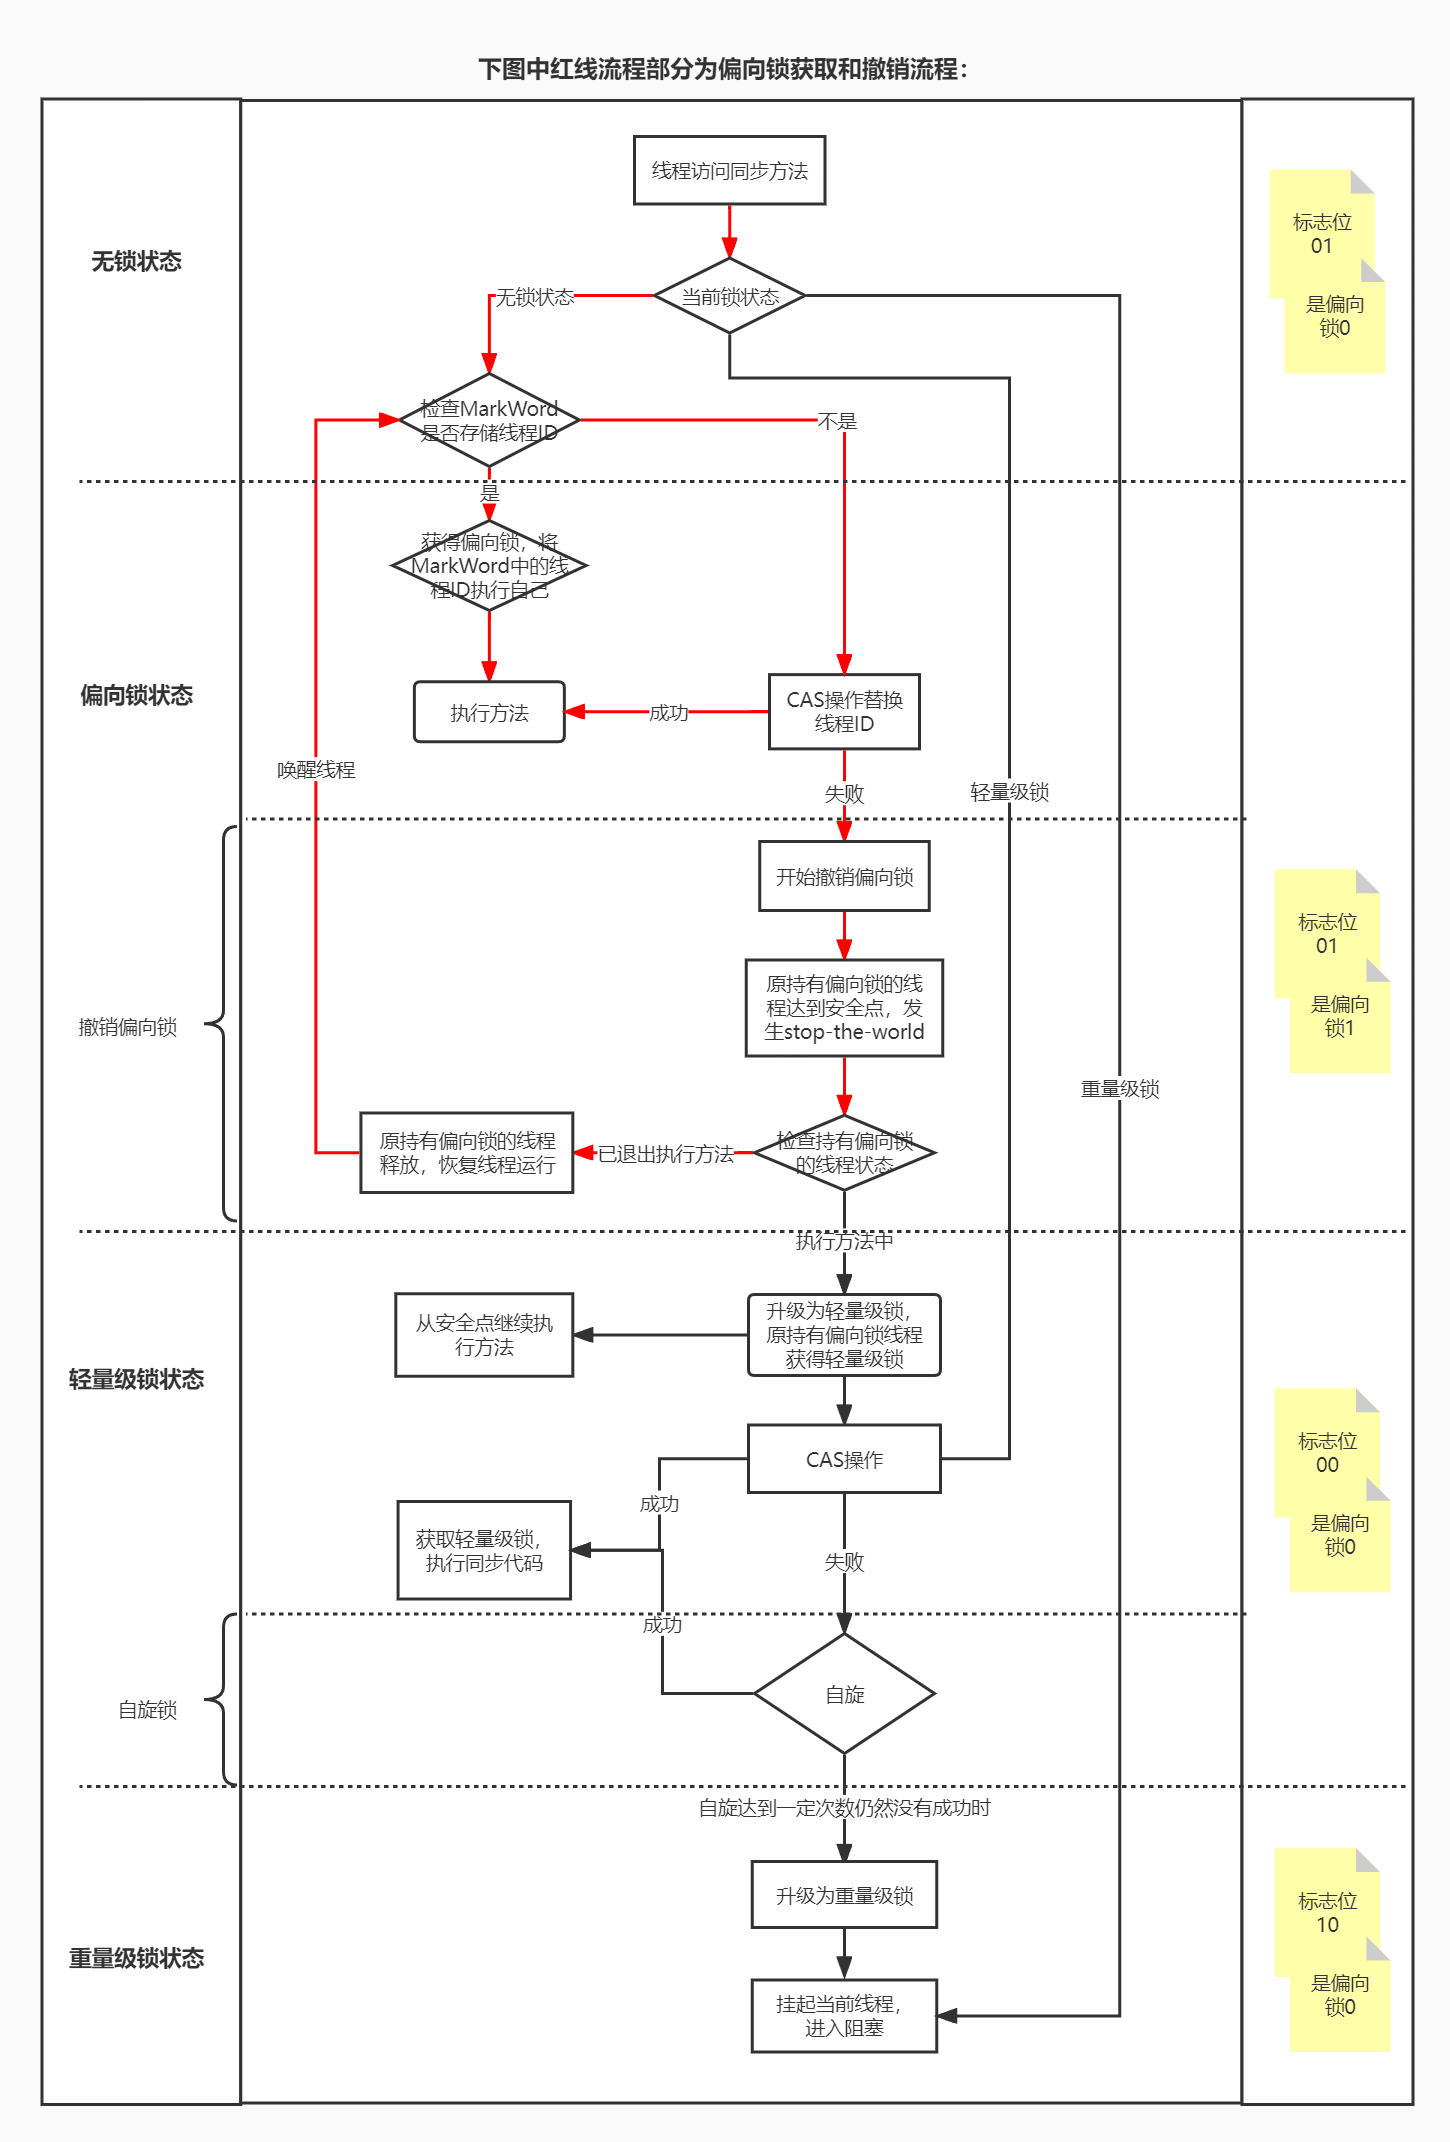 下图中红线流程部分为偏向锁获取和撤销流程：
线程访问同步方法
无锁状态
标志位
01
是偏向
锁0
当前锁状态
无锁状态
检查MarkWord
是否存储线程ID
不是
是
获得偏向锁，将
MarkWord中的线
程ID执行自己
偏向锁状态
执行方法
成功
CAS操作替换
线程ID
唤醒线程
失败
轻量级锁
开始撤销偏向锁
标志位
01
是偏向
锁1
撤销偏向锁
原持有偏向锁的线
程达到安全点，发
生stop-the-world
重量级锁
原持有偏向锁的线程
释放，恢复线程运行
已退出执行方法
检查持有偏向锁
的线程状态
执行方法中
从安全点继续执
行方法
升级为轻量级锁，
原持有偏向锁线程
获得轻量级锁
轻量级锁状态
CAS操作
标志位
00
是偏向
锁0
成功
获取轻量级锁，
执行同步代码
失败
成功
自旋锁
自旋
自旋达到一定次数仍然没有成功时
升级为重量级锁
标志位
10
是偏向
锁0
重量级锁状态
挂起当前线程，
进入阻塞